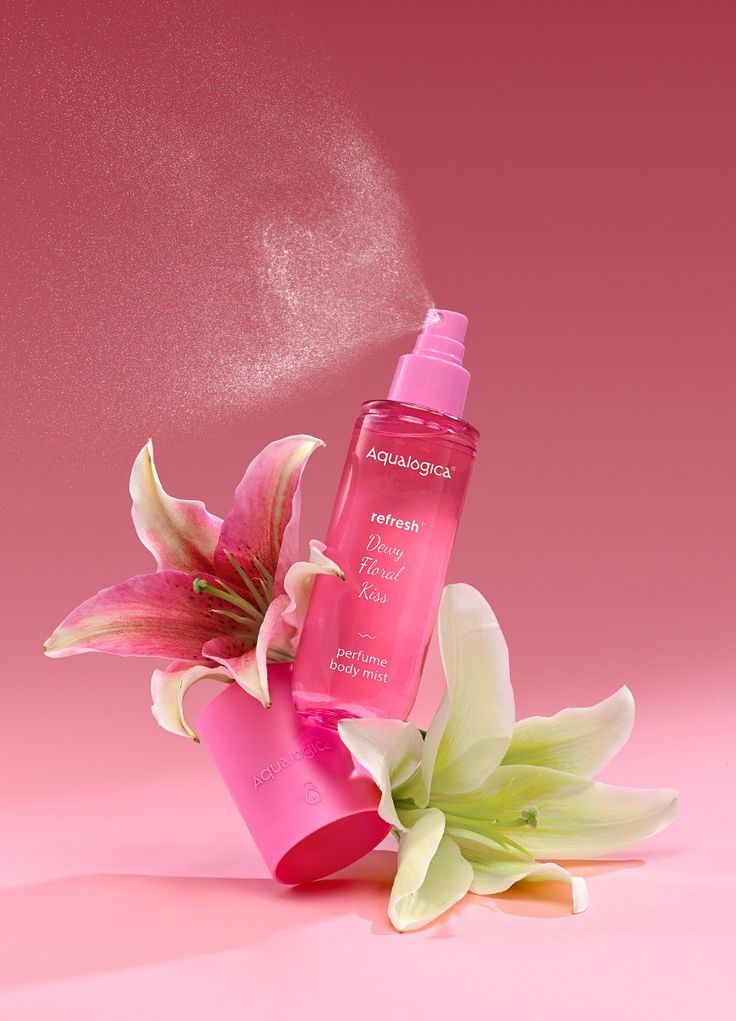 Aqualogica®
refresh+
Dewy
Floral
Kiss
perfume
body mist
Aqualogica